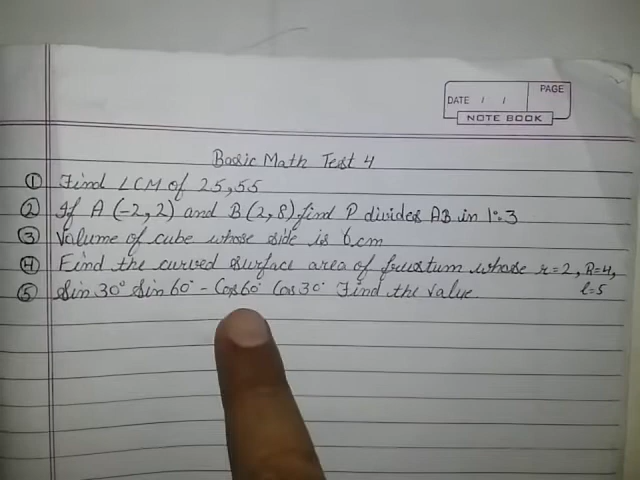 DATE / / PAGE
NOTE BOOK
Basic Math Test 4
① Find LCM of 25,55
② If A (-2,2) and B (2,8) find P divides AB in 1:3
③ Volume of cube whose side is 6cm
④ Find the curved surface area of frustum whose r=2, R=4,
l=5
⑤ Sin 30° Sin 60° - Cos 60° Cos 30° Find the value